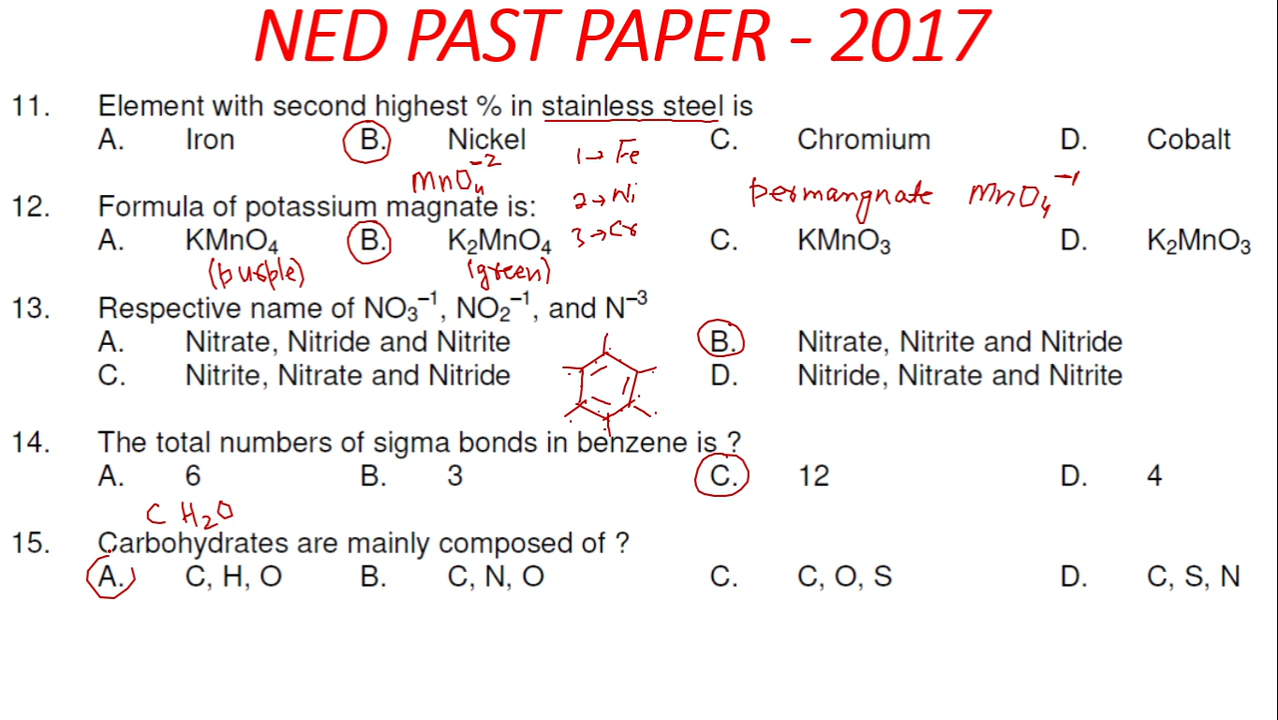 NED PAST PAPER - 2017
11. Element with second highest % in stainless steel is
A. Iron B. Nickel C. Chromium D. Cobalt
1→ Fe
MnO₄⁻²
2→ Ni
permangnate MnO₄⁻¹
12. Formula of potassium magnate is:
3→ Cr
A. KMnO₄ B. K₂MnO₄ C. KMnO₃ D. K₂MnO₃
(purple) (green)
13. Respective name of NO₃⁻¹, NO₂⁻¹, and N⁻³
A. Nitrate, Nitride and Nitrite B. Nitrate, Nitrite and Nitride
C. Nitrite, Nitrate and Nitride D. Nitride, Nitrate and Nitrite
14. The total numbers of sigma bonds in benzene is ?
A. 6 B. 3 C. 12 D. 4
C H₂O
15. Carbohydrates are mainly composed of ?
A. C, H, O B. C, N, O C. C, O, S D. C, S, N